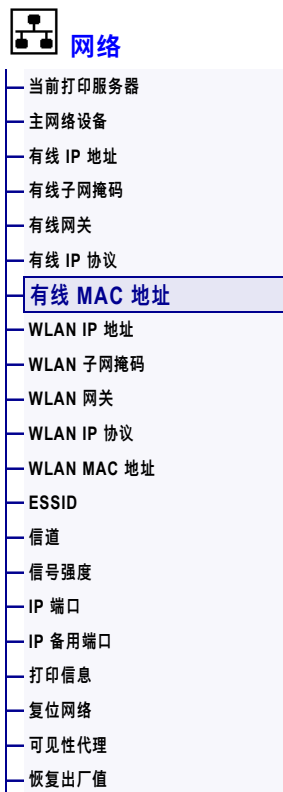 网络
当前打印服务器
主网络设备
有线 IP 地址
有线子网掩码
有线网关
有线 IP 协议
有线 MAC 地址
WLAN IP 地址
WLAN 子网掩码
WLAN 网关
WLAN IP 协议
WLAN MAC 地址
ESSID
信道
信号强度
IP 端口
IP 备用端口
打印信息
复位网络
可见性代理
恢复出厂值